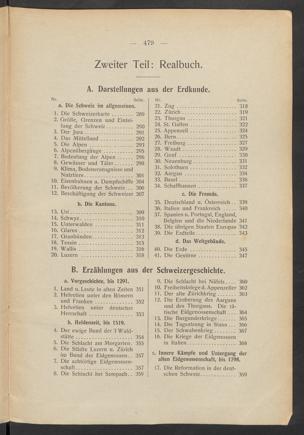 — 479 —
Zweiter Teil: Realbuch.
A. Darstellungen aus der Erdkunde.
Nr. Seite.
a. Die Schweiz im allgemeinen.
1. Die Schweizerkarte 289
2. Größe, Grenzen und Einteilung der Schweiz 290
3. Der Jura 291
4. Das Mittelland 292
5. Die Alpen 293
6. Alpenübergänge 295
7. Bedeutung der Alpen 296
8. Gewässer und Täler 298
9. Klima, Bodenerzeugnisse und Nutztiere 301
10. Eisenbahnen u. Dampfschiffe 304
11. Bevölkerung der Schweiz 306
12. Beschäftigung der Schweizer 307
b. Die Kantone.
13. Uri 309
14. Schwyz 310
15. Unterwalden 311
16. Glarus 312
17. Graubünden 313
18. Tessin 315
19. Wallis 316
20. Luzern 318
Nr. Seite.
21. Zug 318
22. Zürich 319
23. Thurgau 321
24. St. Gallen 322
25. Appenzell 324
26. Bern 325
27. Freiburg 327
28. Waadt 329
29. Genf 330
30. Neuenburg 331
31. Solothurn 333
32. Aargau 334
33. Basel 336
34. Schaffhausen 337
c. Die Fremde.
35. Deutschland u. Österreich 339
36. Italien und Frankreich 340
37. Spanien u. Portugal, England, Belgien und die Niederlande 341
38. Die übrigen Staaten Europas 342
39. Die Erdteile 343
d. Das Weltgebäude.
40. Die Erde 345
41. Die Gestirne 347
B. Erzählungen aus der Schweizergeschichte.
a. Vorgeschichte, bis 1291.
1. Land u. Leute in alten Zeiten 351
2. Helvetien unter den Römern und Franken 352
3. Helvetien unter deutscher Herrschaft 353
b. Heldenzeit, bis 1519.
4. Der ewige Bund der 3 Waldstätte 354
5. Die Schlacht am Morgarten 355
6. Die Städte Luzern u. Zürich im Bund der Eidgenossen 357
7. Die achtörtige Eidgenossenschaft 357
8. Die Schlacht bei Sempach 359
9. Die Schlacht bei Näfels 360
10. Freiheitskriege d. Appenzeller 362
11. Der alte Zürichkrieg 363
12. Die Eroberung des Aargaus und des Thurgaus. Die 10örtige Eidgenossenschaft 364
13. Die Burgunderkriege 365
14. Die Tagsatzung in Stans 366
15. Der Schwabenkrieg 367
16. Die Kriege der Eidgenossen in Italien 368
c. Innere Kämpfe und Untergang der alten Eidgenossenschaft, bis 1798.
17. Die Reformation in der deutschen Schweiz 369